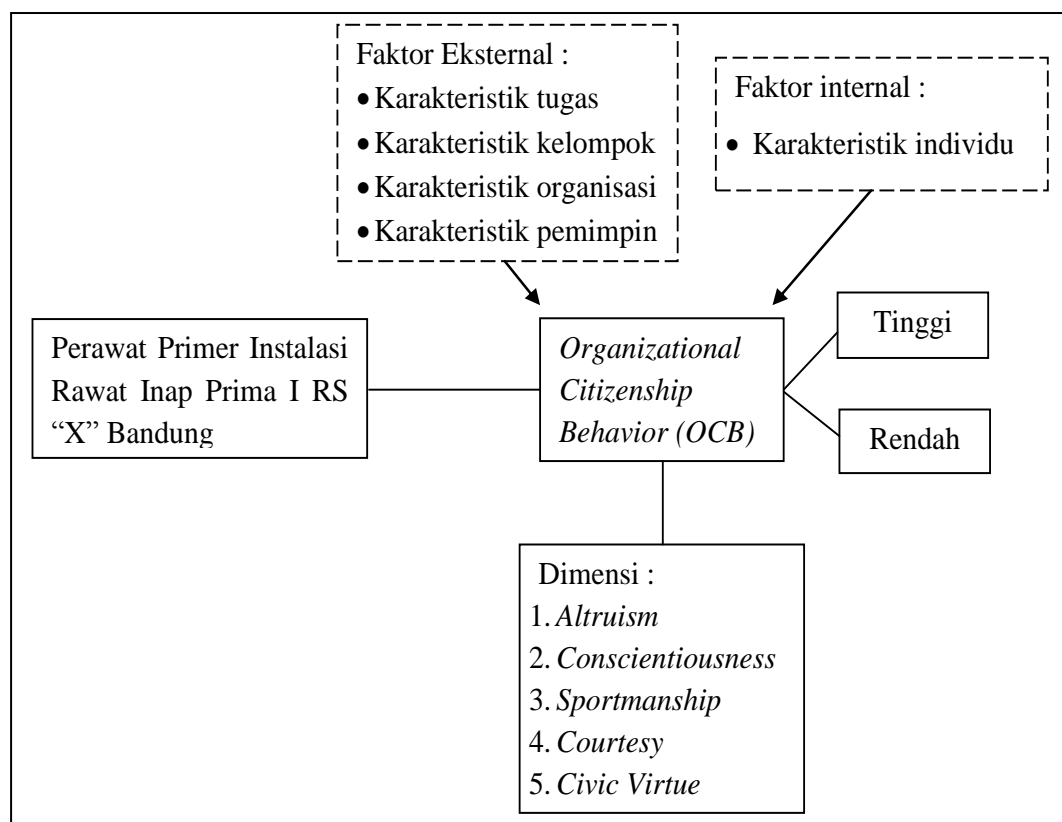 Faktor Eksternal :
• Karakteristik tugas
• Karakteristik kelompok
• Karakteristik organisasi
• Karakteristik pemimpin
Faktor internal :
• Karakteristik individu
Perawat Primer Instalasi
Rawat Inap Prima I RS
“X” Bandung
Organizational
Citizenship
Behavior (OCB)
Tinggi
Rendah
Dimensi :
1. Altruism
2. Conscientiousness
3. Sportmanship
4. Courtesy
5. Civic Virtue